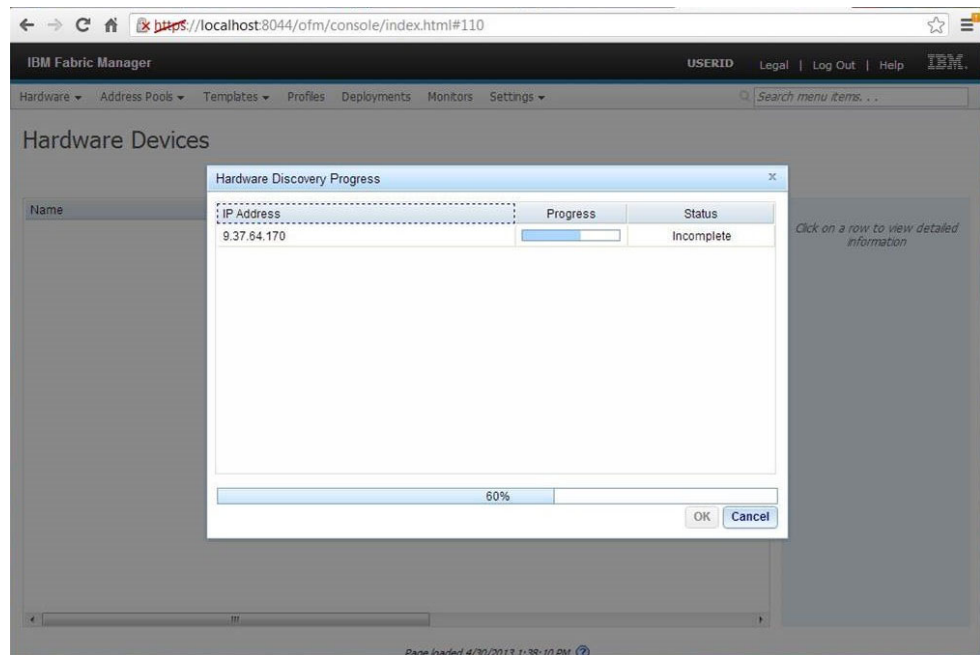 https://localhost:8044/ofm/console/index.html#110
IBM Fabric Manager USERID Legal | Log Out | Help IBM.
Hardware Address Pools Templates Profiles Deployments Monitors Settings Search menu items. . .
Hardware Devices
Hardware Discovery Progress x
Name
IP Address Progress Status
9.37.64.170 Incomplete
Click on a row to view detailed
information
60%
OK Cancel
Page loaded 4/30/2013 1:38:10 PM ?